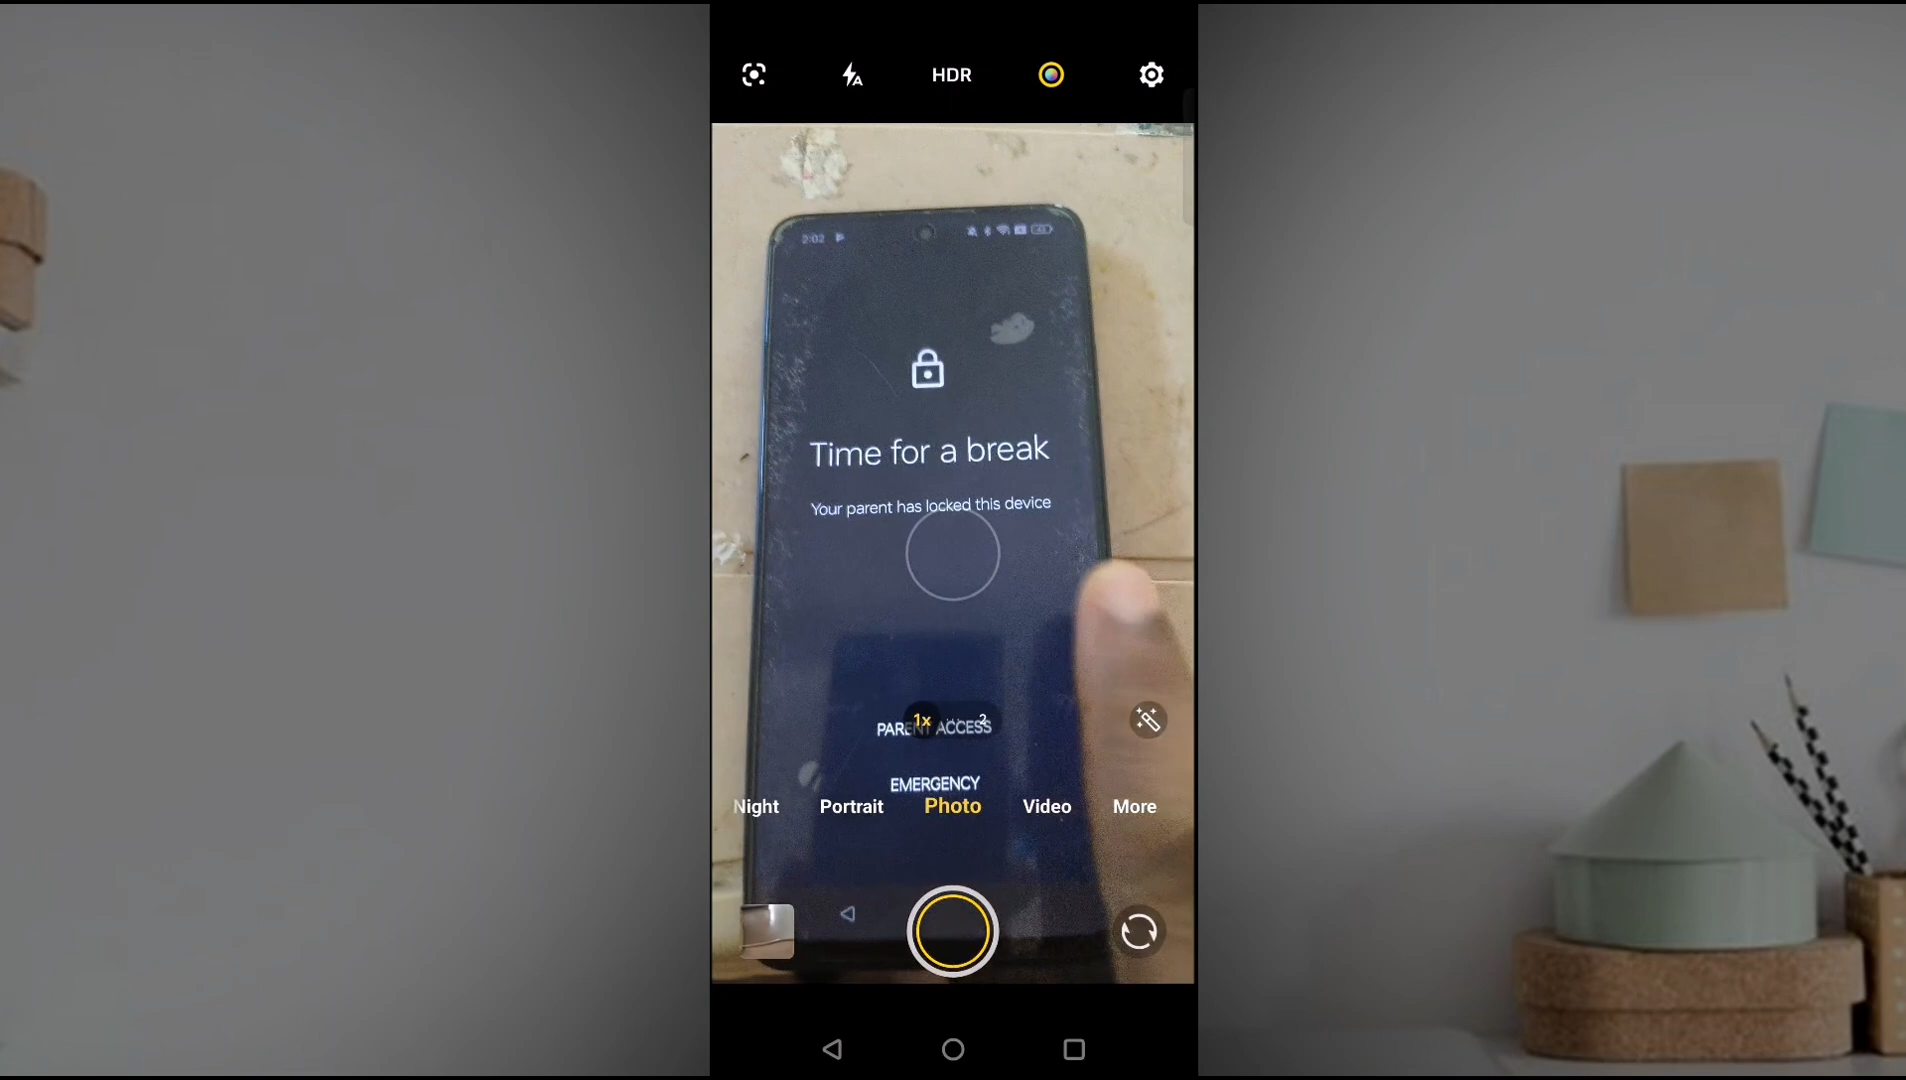 HDR
2:02
Time for a break
Your parent has locked this device
1x 2
PARENT ACCESS
EMERGENCY
Night Portrait Photo Video More